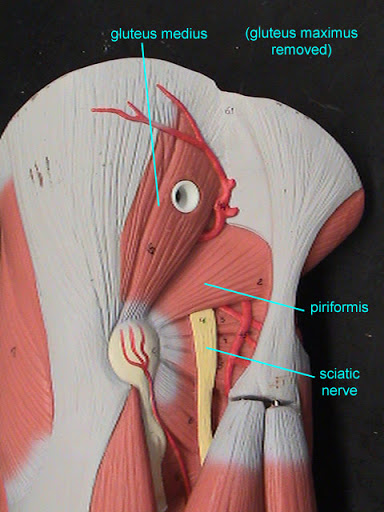 gluteus medius
(gluteus maximus
removed)
piriformis
sciatic
nerve